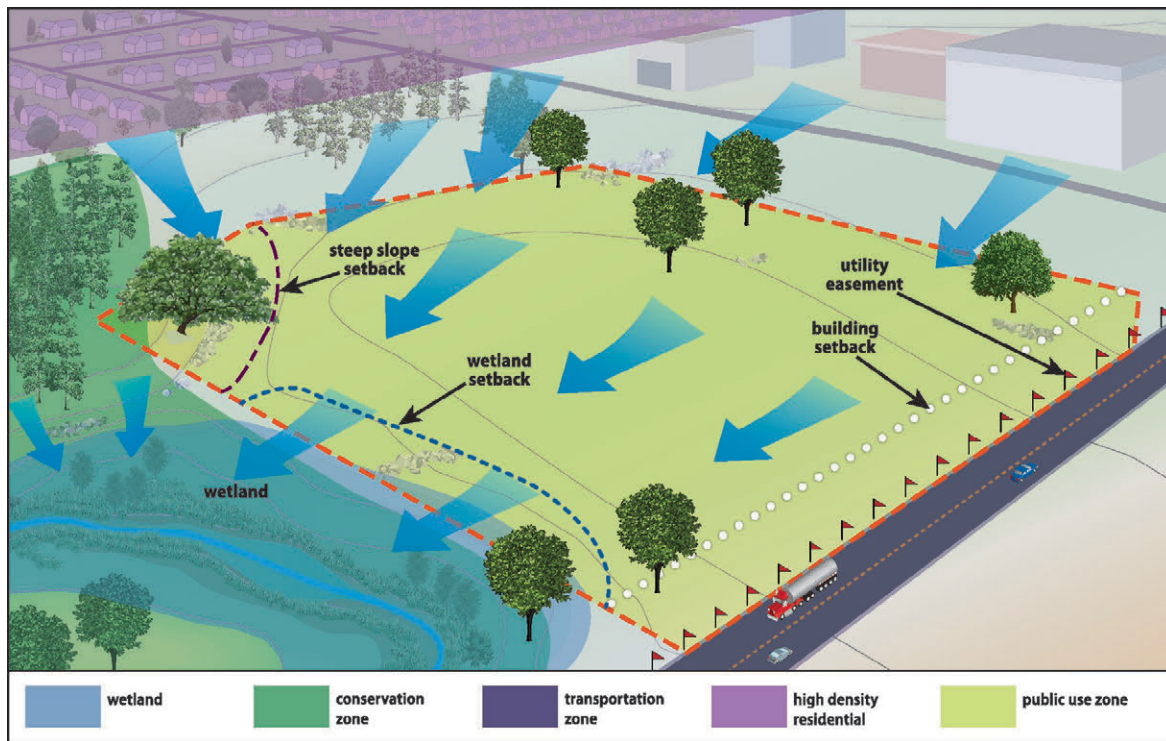 steep slope
setback
utility
easement
building
setback
wetland
setback
wetland
wetland
conservation
zone
transportation
zone
high density
residential
public use zone